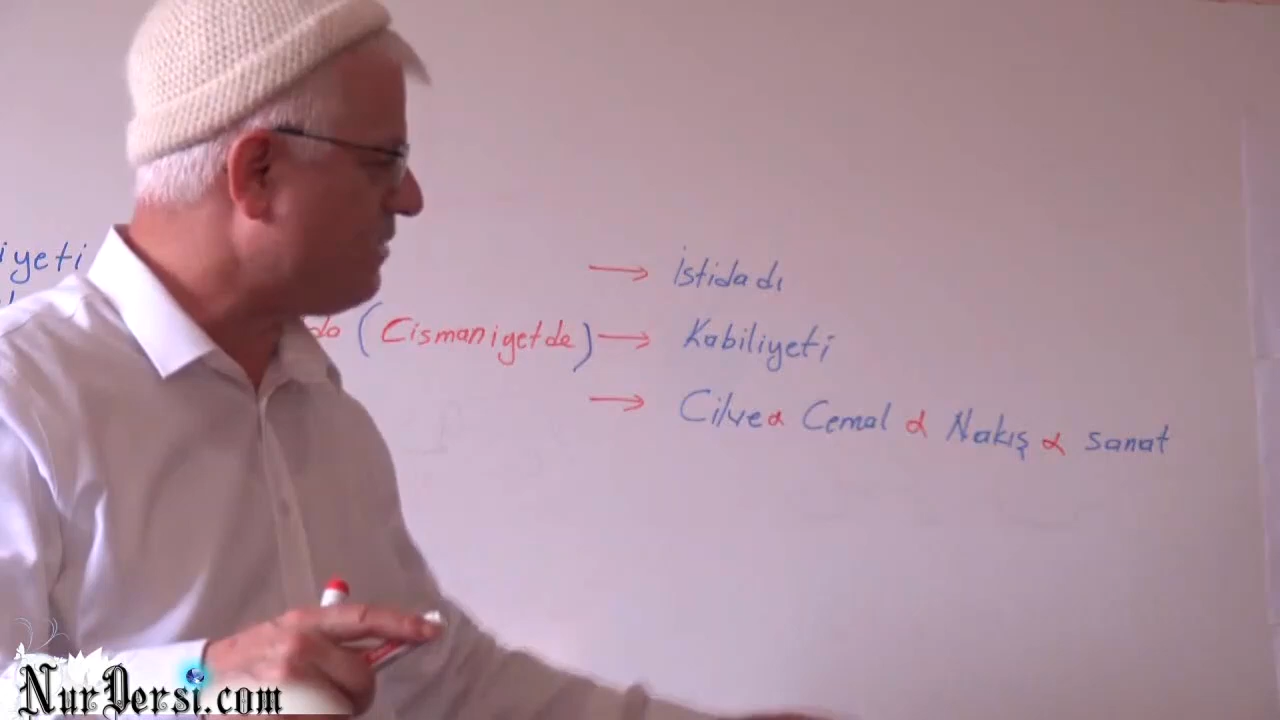 iyeti
→ istidadı
da (Cismaniyetde) → Kabiliyeti
→ Cilve α Cemal α Nakış α sanat
NurDersi.com